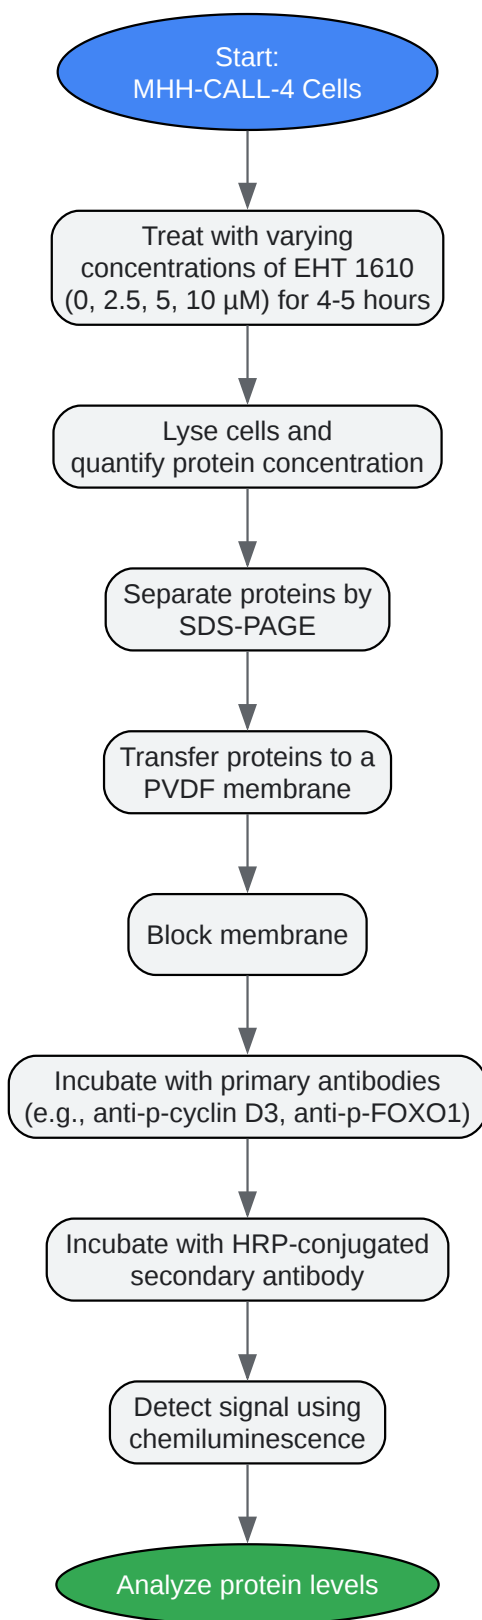 Start:
MHH-CALL-4 Cells
Treat with varying
concentrations of EHT 1610
(0, 2.5, 5, 10 µM) for 4-5 hours
Lyse cells and
quantify protein concentration
Separate proteins by
SDS-PAGE
Transfer proteins to a
PVDF membrane
Block membrane
Incubate with primary antibodies
(e.g., anti-p-cyclin D3, anti-p-FOXO1)
Incubate with HRP-conjugated
secondary antibody
Detect signal using
chemiluminescence
Analyze protein levels